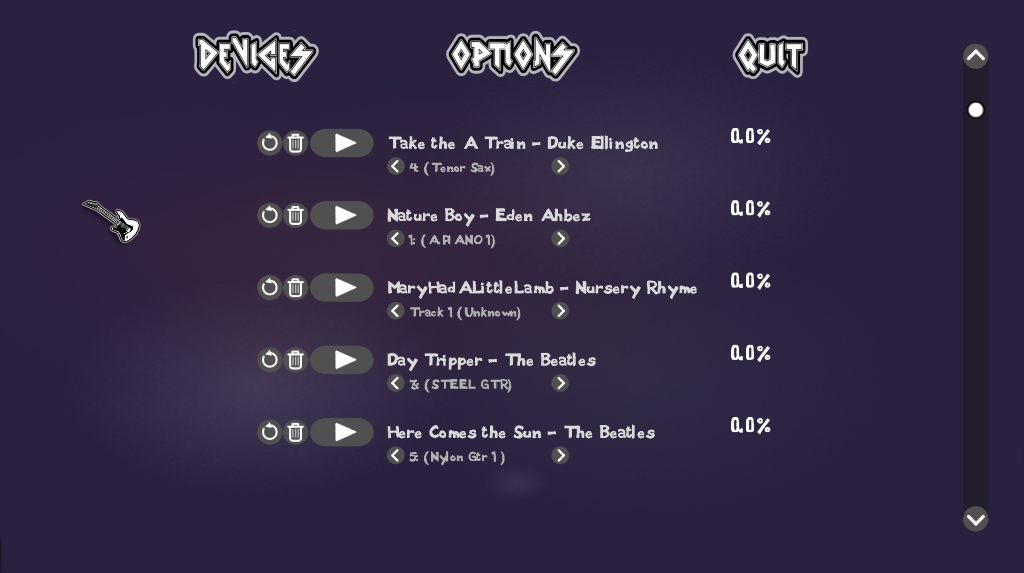 DEVICES OPTIONS QUIT
Take the A Train - Duke Ellington 0.0%
4: (Tenor Sax)
Nature Boy - Eden Ahbez 0.0%
1: (A.PIANO 1)
MaryHadALittleLamb - Nursery Rhyme 0.0%
Track 1 (Unknown)
Day Tripper - The Beatles 0.0%
3: (STEEL GTR)
Here Comes the Sun - The Beatles 0.0%
5: (Nylon Gtr 1)